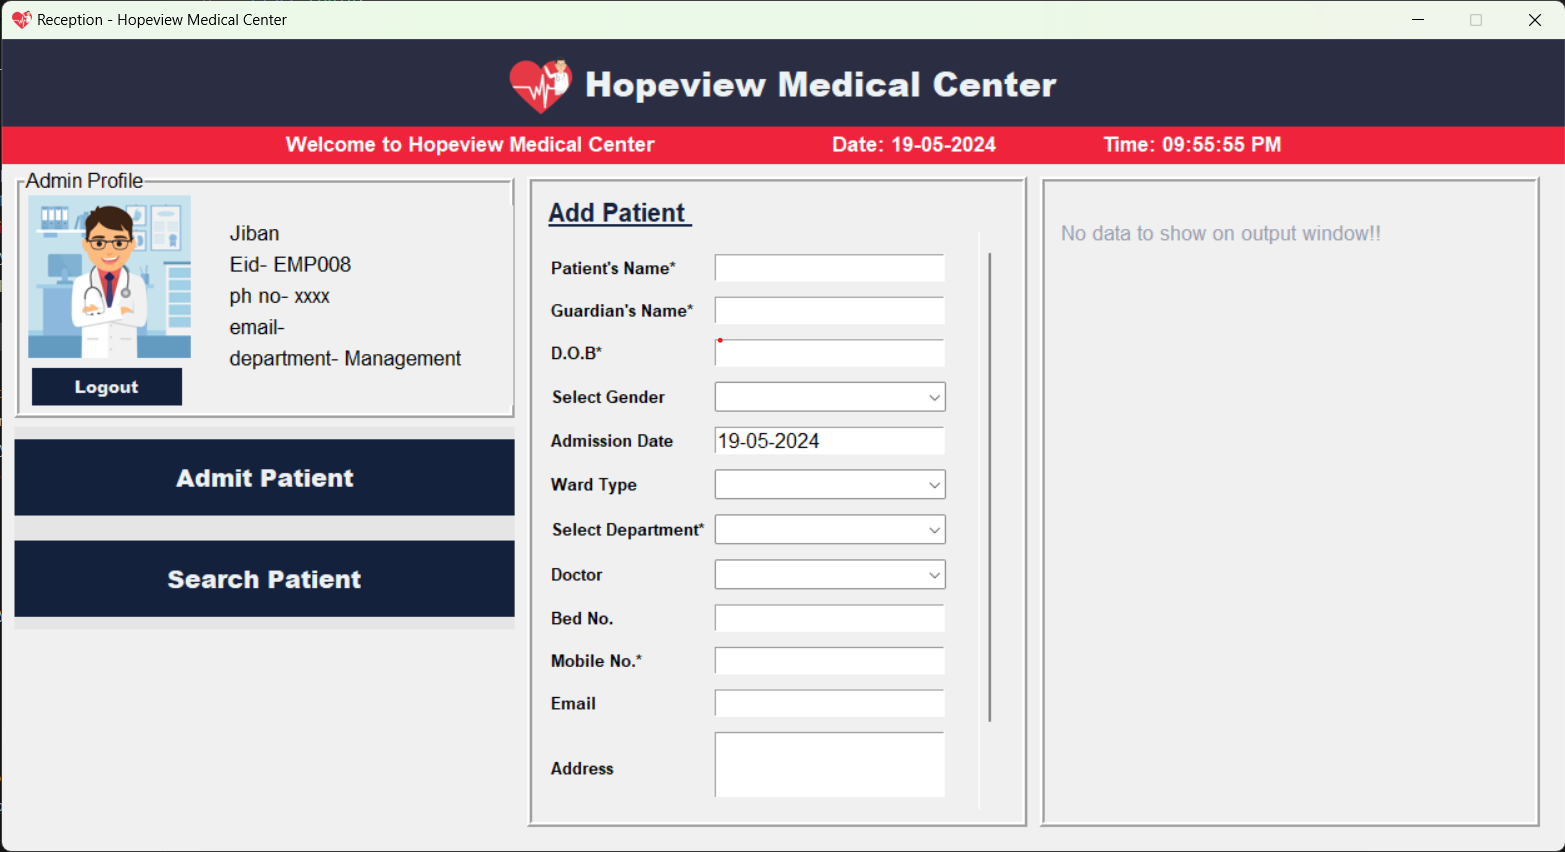 Reception - Hopeview Medical Center
Hopeview Medical Center
Welcome to Hopeview Medical Center Date: 19-05-2024 Time: 09:55:55 PM
Admin Profile
Jiban
Eid- EMP008
ph no- xxxx
email-
department- Management
Logout
Admit Patient
Search Patient
Add Patient
Patient's Name*
Guardian's Name*
D.O.B*
Select Gender
Admission Date 19-05-2024
Ward Type
Select Department*
Doctor
Bed No.
Mobile No.*
Email
Address
No data to show on output window!!